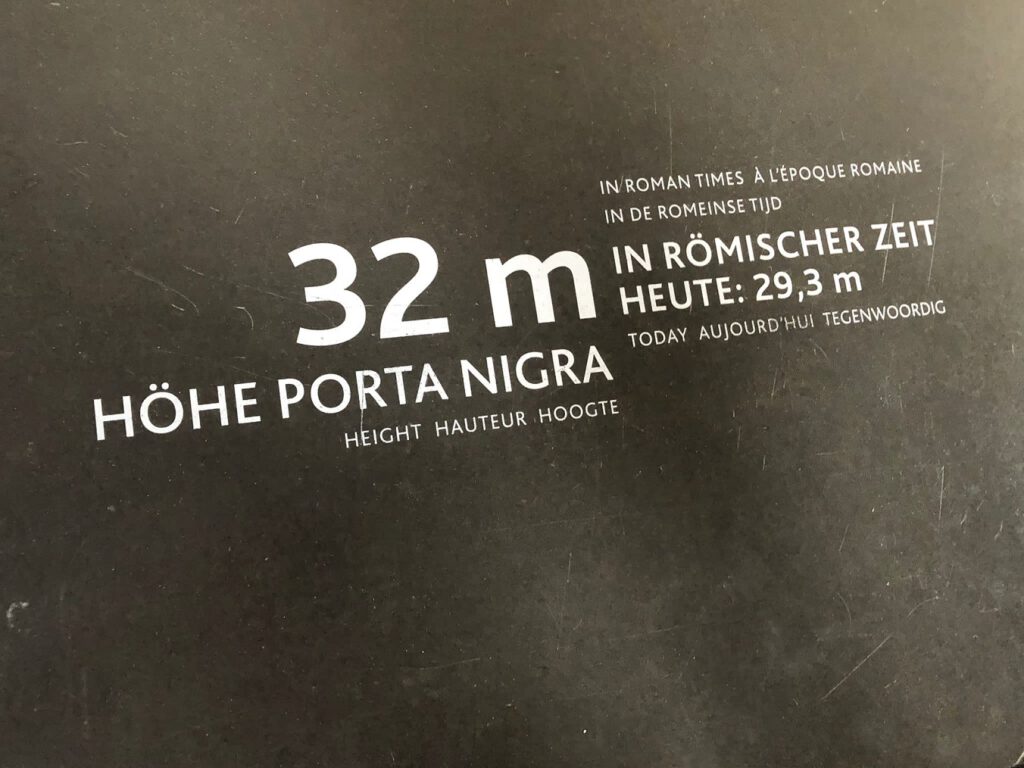 IN ROMAN TIMES À L'ÉPOQUE ROMAINE
IN DE ROMEINSE TIJD
32 m IN RÖMISCHER ZEIT
HEUTE: 29,3 m
TODAY AUJOURD'HUI TEGENWOORDIG
HÖHE PORTA NIGRA
HEIGHT HAUTEUR HOOGTE